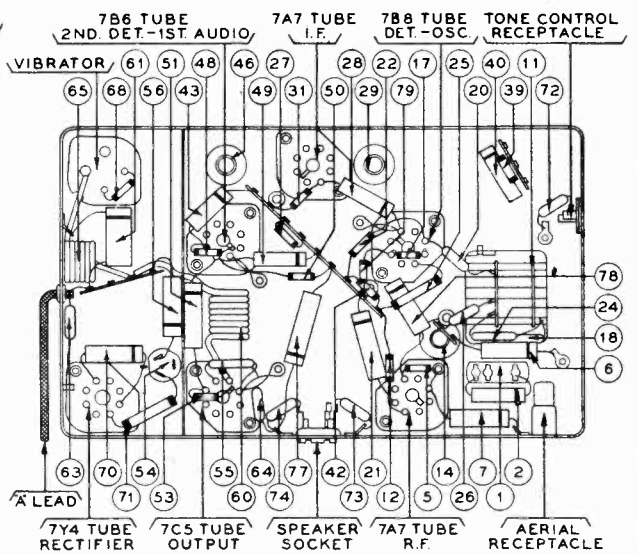 7B6 TUBE 7A7 TUBE 7B8 TUBE TONE CONTROL
2ND. DET.-1ST. AUDIO I.F. DET.-OSC. RECEPTACLE
VIBRATOR 61 51 48 46 27 28 22 17 25 40 11
65 68 56 43 49 31 50 29 79 20 39 72
78
24
18
6
63 70 54 55 64 77 42 21 12 5 14 7 2
71 53 60 74 73 26 1
"A" LEAD
7Y4 TUBE 7C5 TUBE SPEAKER 7A7 TUBE AERIAL
RECTIFIER OUTPUT SOCKET R.F. RECEPTACLE